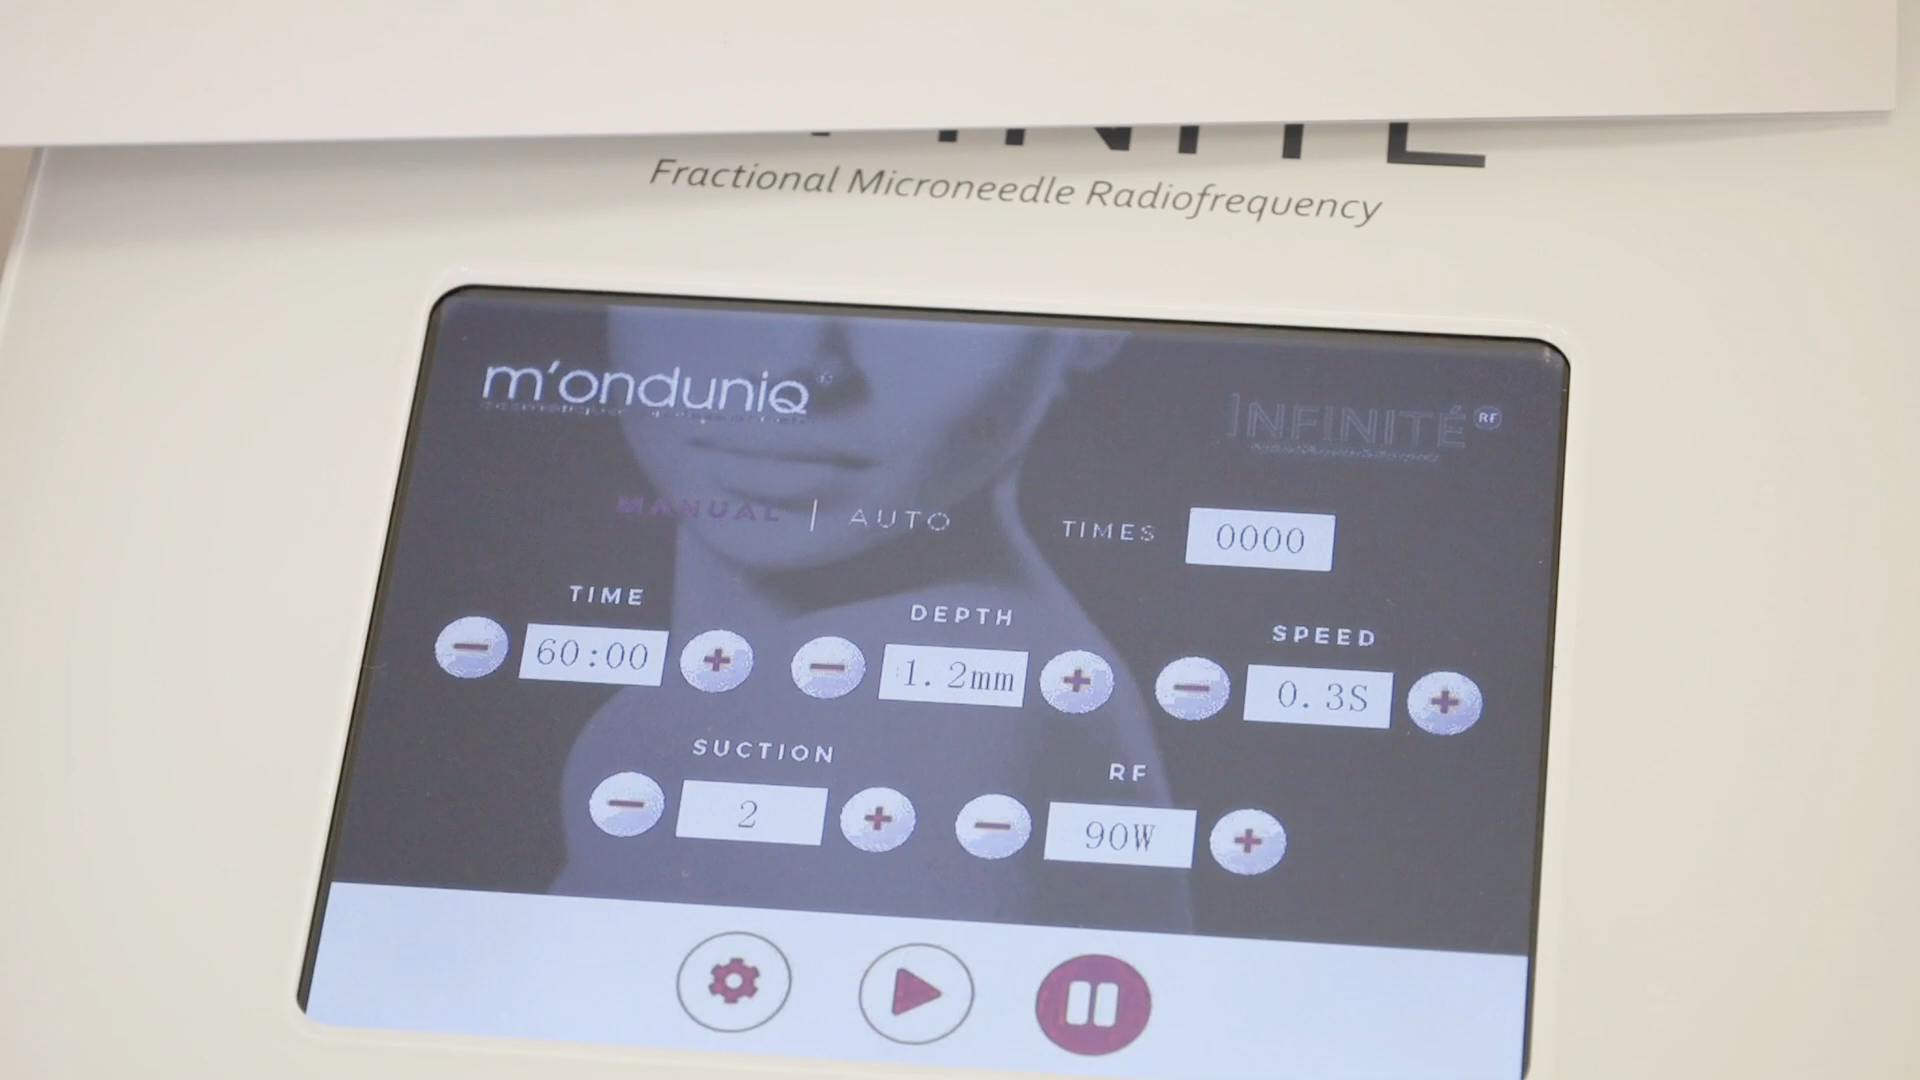 Fractional Microneedle Radiofrequency
m'onduniq
INFINITÉ RF
MANUAL | AUTO
TIMES 0000
TIME
60:00
DEPTH
1.2mm
SPEED
0.3S
SUCTION
2
RF
90W